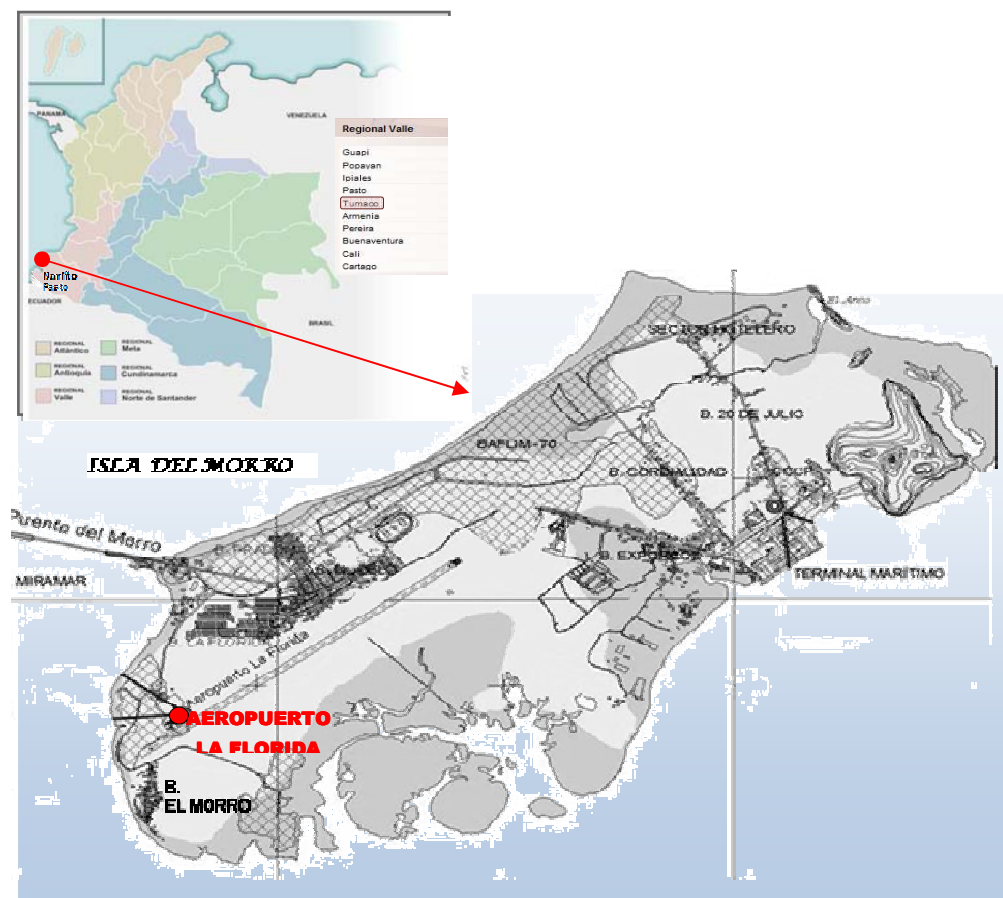 PANAMA
VENEZUELA
Regional Valle
Guapi
Popayan
Ipiales
Pasto
Tumaco
Armenia
Pereira
Buenaventura
Cali
Cartago
Nariño
Pasto
ECUADOR
BRASIL
REGIONAL
Atlántico
REGIONAL
Meta
REGIONAL
Antioquia
REGIONAL
Cundinamarca
REGIONAL
Valle
REGIONAL
Norte de Santander
El Arco
SECTOR HOTELERO
B. 20 DE JULIO
BAFLIM-70
ISLA DEL MORRO
B. CORDIALIDAD
Puente del Morro
MIRAMAR
TERMINAL MARITIMO
LA FLORIDA
Aeropuerto La Florida
AEROPUERTO
LA FLORIDA
B.
EL MORRO